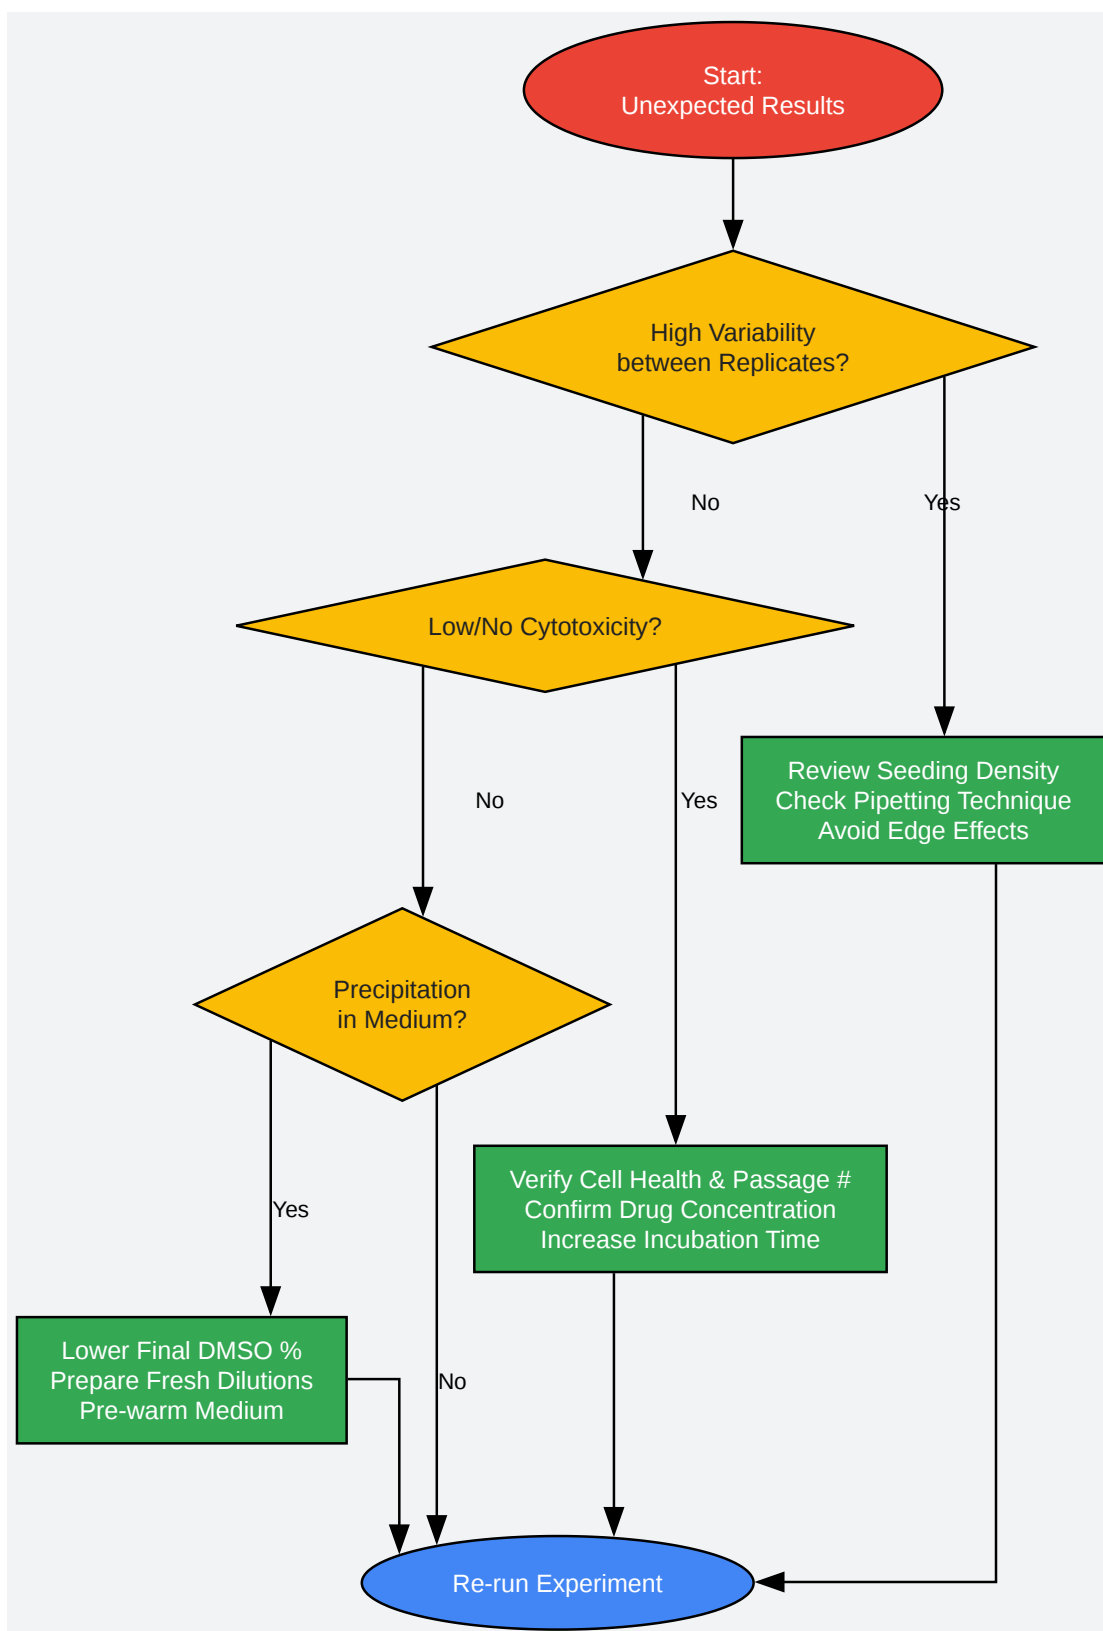 Start:
Unexpected Results
High Variability
between Replicates?
No
Yes
Low/No Cytotoxicity?
Review Seeding Density
Check Pipetting Technique
Avoid Edge Effects
No
Yes
Precipitation
in Medium?
Verify Cell Health & Passage #
Confirm Drug Concentration
Increase Incubation Time
Yes
Lower Final DMSO %
Prepare Fresh Dilutions
Pre-warm Medium
No
Re-run Experiment